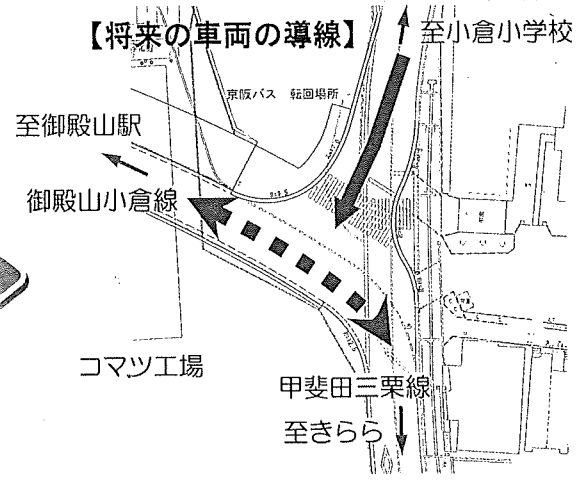 【将来の車両の導線】
至小倉小学校
京阪バス 転回場所
至御殿山駅
御殿山小倉線
コマツ工場
甲斐田三栗線
至きらら